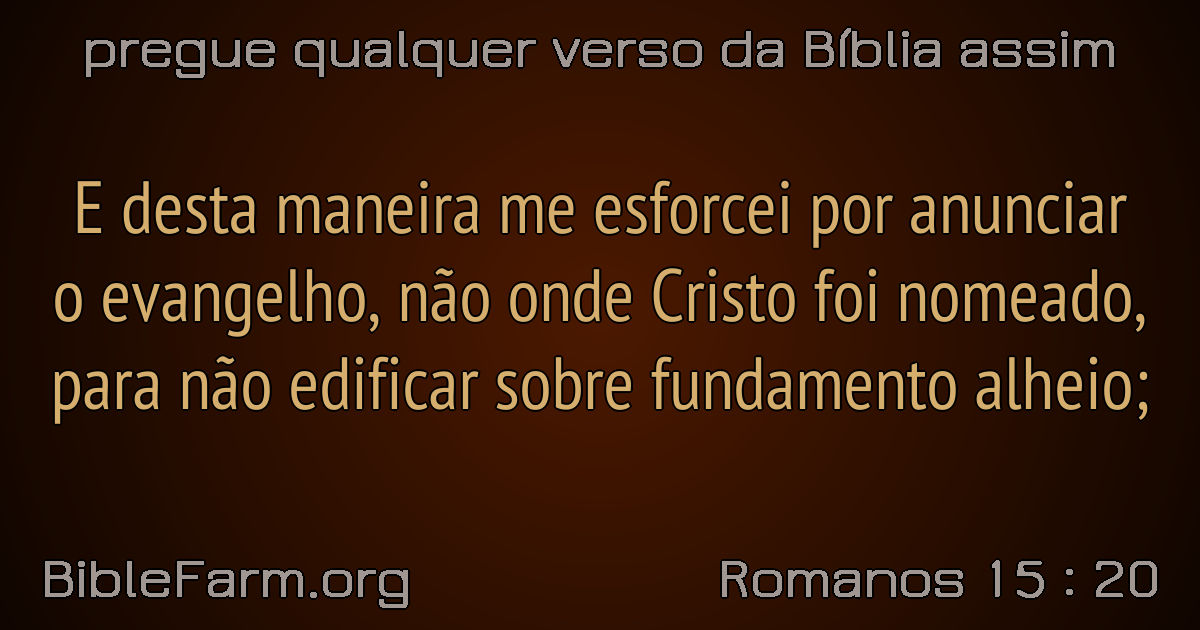 pregue qualquer verso da Bíblia assim
E desta maneira me esforcei por anunciar
o evangelho, não onde Cristo foi nomeado,
para não edificar sobre fundamento alheio;
BibleFarm.org
Romanos 15 : 20